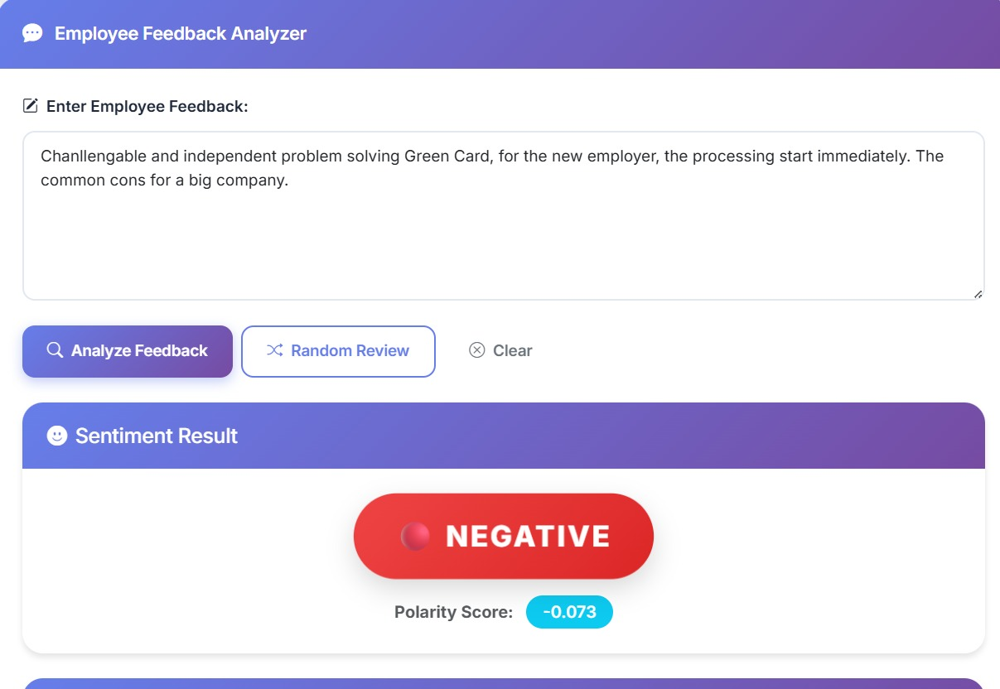 Employee Feedback Analyzer
Enter Employee Feedback:
Chanllengable and independent problem solving Green Card, for the new employer, the processing start immediately. The
common cons for a big company.
Analyze Feedback
Random Review
Clear
Sentiment Result
NEGATIVE
Polarity Score: -0.073